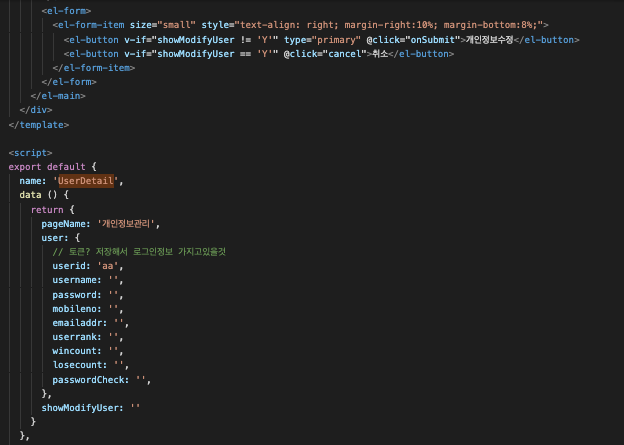 <el-form>
<el-form-item size="small" style="text-align: right; margin-right:10%; margin-bottom:8%;">
<el-button v-if="showModifyUser != 'Y'" type="primary" @click="onSubmit">개인정보수정</el-button>
<el-button v-if="showModifyUser == 'Y'" @click="cancel">취소</el-button>
</el-form-item>
</el-form>
</el-main>
</div>
</template>
<script>
export default {
name: 'UserDetail',
data () {
return {
pageName: '개인정보관리',
user: {
// 토큰? 저장해서 로그인정보 가지고있을것
userid: 'aa',
username: '',
password: '',
mobileno: '',
emailaddr: '',
userrank: '',
wincount: '',
losecount: '',
passwordCheck: '',
},
showModifyUser: ''
}
},